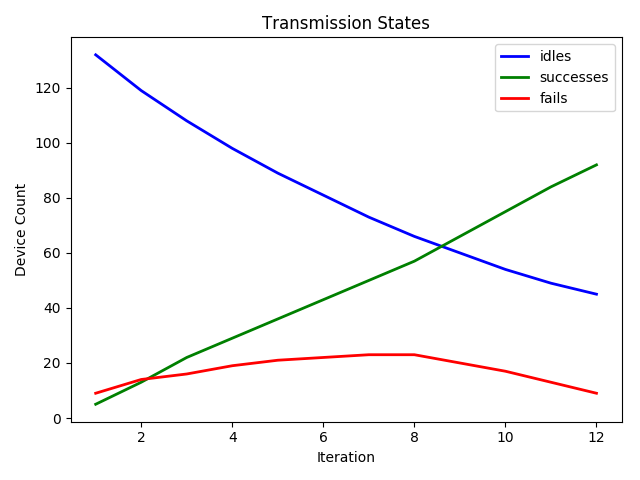 Transmission States
idles
successes
fails
Device Count
120
100
80
60
40
20
0
2 4 6 8 10 12
Iteration